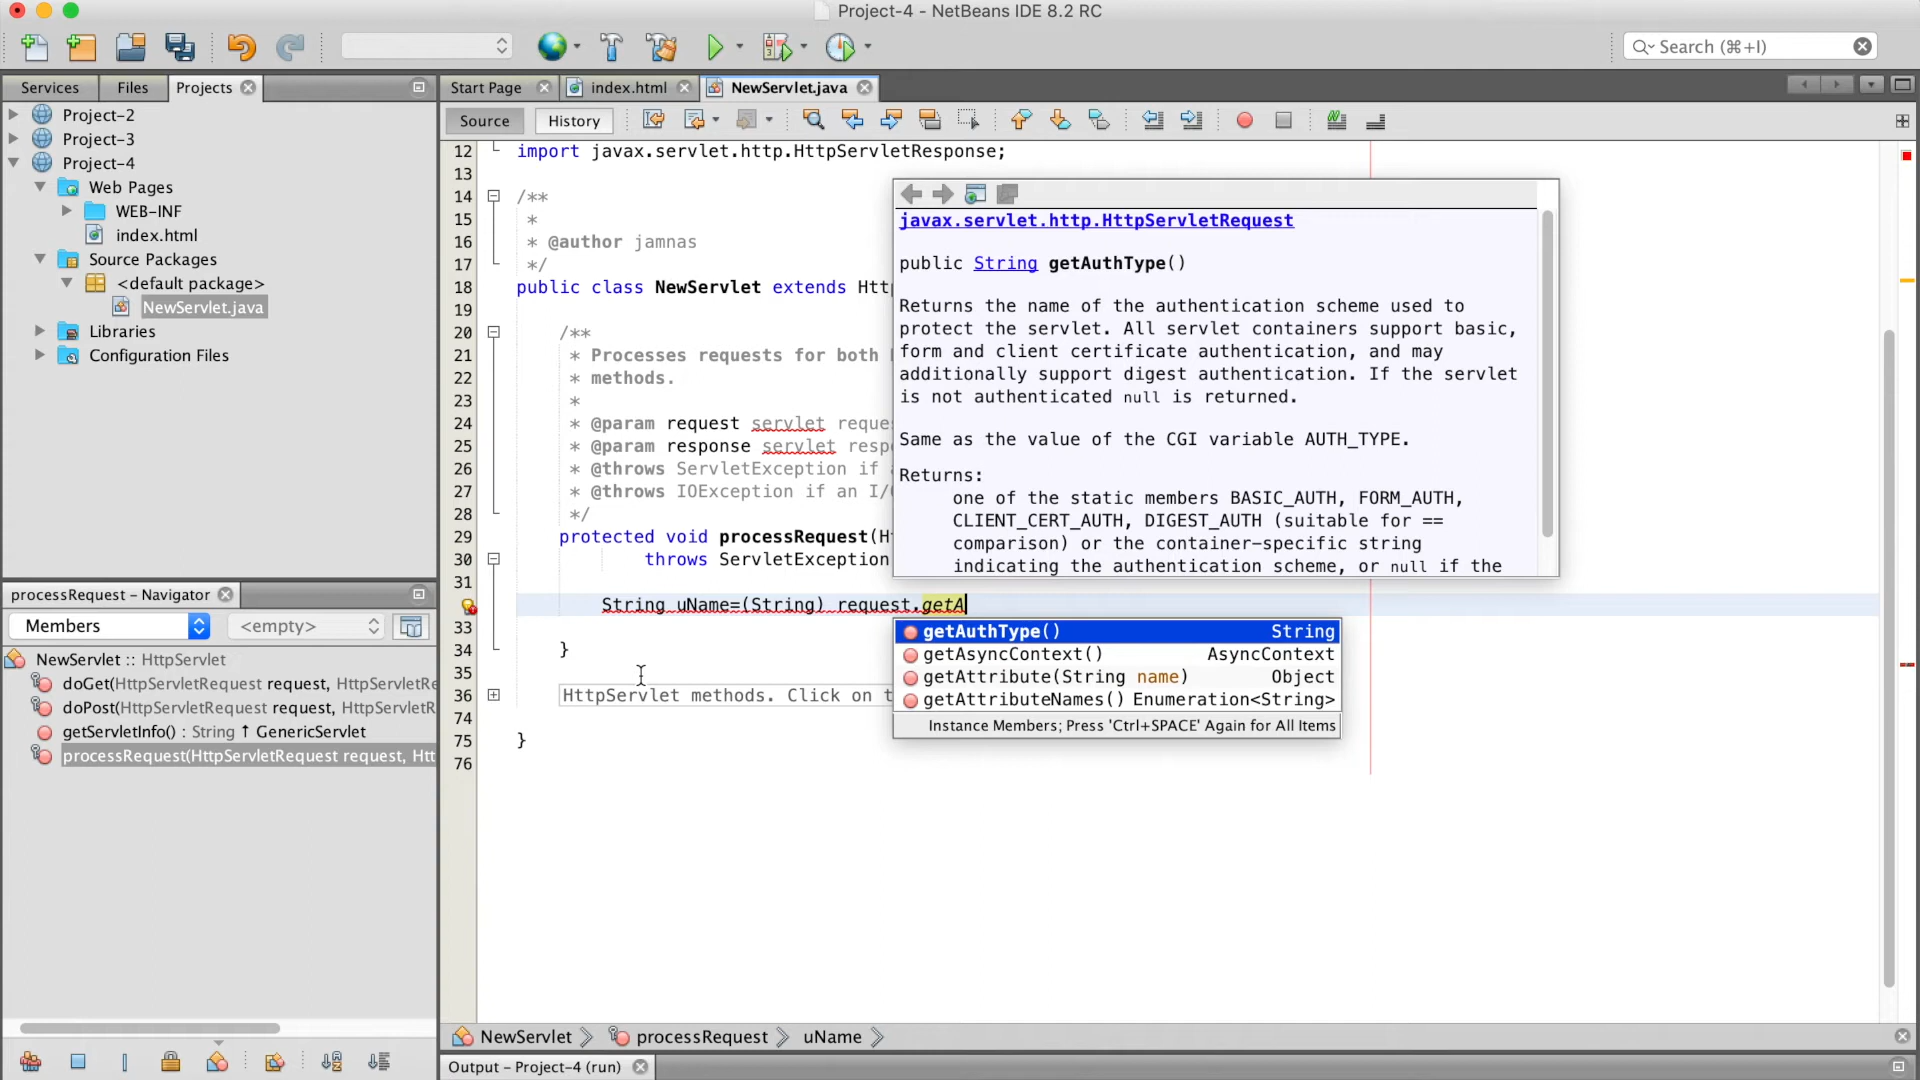 Project-4 - NetBeans IDE 8.2 RC
Search (⌘+I)
Services Files Projects
Start Page index.html NewServlet.java
Source History
Project-2
Project-3
Project-4
Web Pages
WEB-INF
index.html
Source Packages
<default package>
NewServlet.java
Libraries
Configuration Files
processRequest - Navigator
Members <empty>
NewServlet :: HttpServlet
doGet(HttpServletRequest request, HttpServletRe
doPost(HttpServletRequest request, HttpServletR
getServletInfo() : String ↑ GenericServlet
processRequest(HttpServletRequest request, Htt
12 import javax.servlet.http.HttpServletResponse;
13
14 /**
15 *
16 * @author jamnas
17 */
18 public class NewServlet extends Htt
19
20 /**
21 * Processes requests for both
22 * methods.
23 *
24 * @param request servlet reque
25 * @param response servlet resp
26 * @throws ServletException if
27 * @throws IOException if an I/
28 */
29 protected void processRequest(H
30 throws ServletException
31
String uName=(String) request.getA
33
34 }
35
36 HttpServlet methods. Click on t
74
75 }
76
javax.servlet.http.HttpServletRequest
public String getAuthType()
Returns the name of the authentication scheme used to
protect the servlet. All servlet containers support basic,
form and client certificate authentication, and may
additionally support digest authentication. If the servlet
is not authenticated null is returned.
Same as the value of the CGI variable AUTH_TYPE.
Returns:
one of the static members BASIC_AUTH, FORM_AUTH,
CLIENT_CERT_AUTH, DIGEST_AUTH (suitable for ==
comparison) or the container-specific string
indicating the authentication scheme, or null if the
getAuthType() String
getAsyncContext() AsyncContext
getAttribute(String name) Object
getAttributeNames() Enumeration<String>
Instance Members; Press 'Ctrl+SPACE' Again for All Items
NewServlet processRequest uName
Output - Project-4 (run)